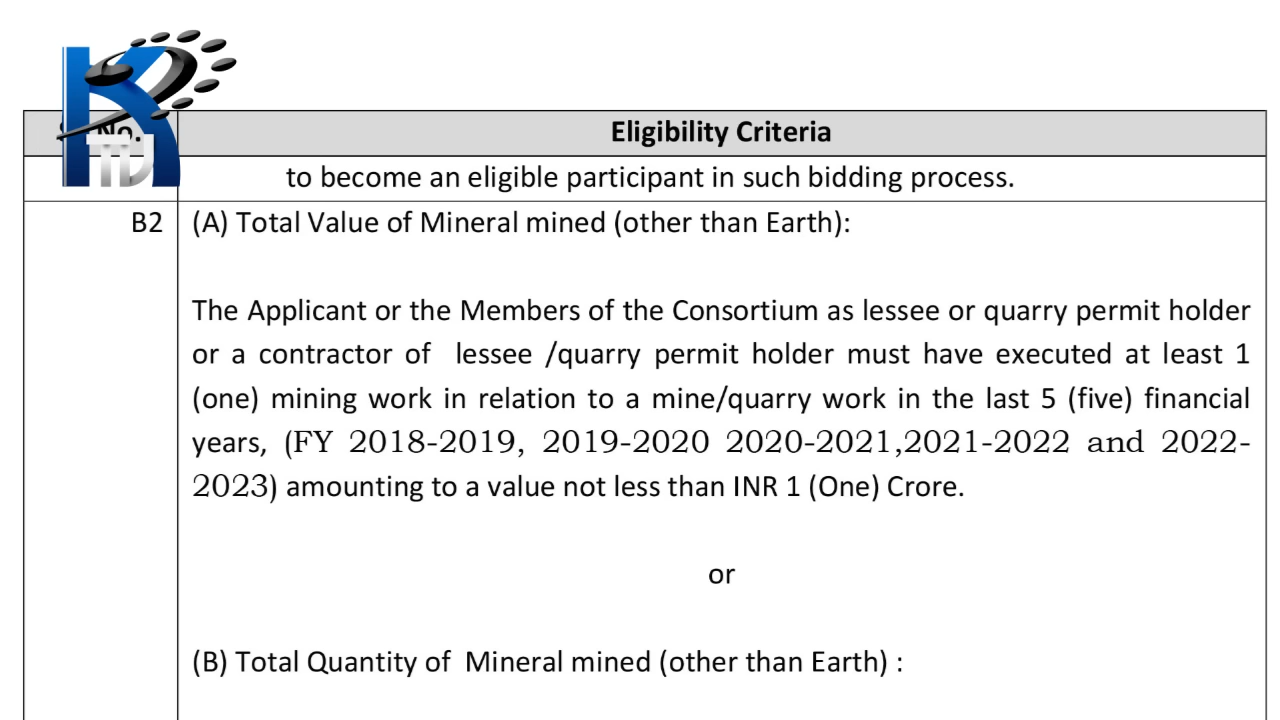 No.
Eligibility Criteria
to become an eligible participant in such bidding process.
B2
(A) Total Value of Mineral mined (other than Earth):
The Applicant or the Members of the Consortium as lessee or quarry permit holder
or a contractor of lessee /quarry permit holder must have executed at least 1
(one) mining work in relation to a mine/quarry work in the last 5 (five) financial
years, (FY 2018-2019, 2019-2020 2020-2021,2021-2022 and 2022-
2023) amounting to a value not less than INR 1 (One) Crore.
or
(B) Total Quantity of Mineral mined (other than Earth) :